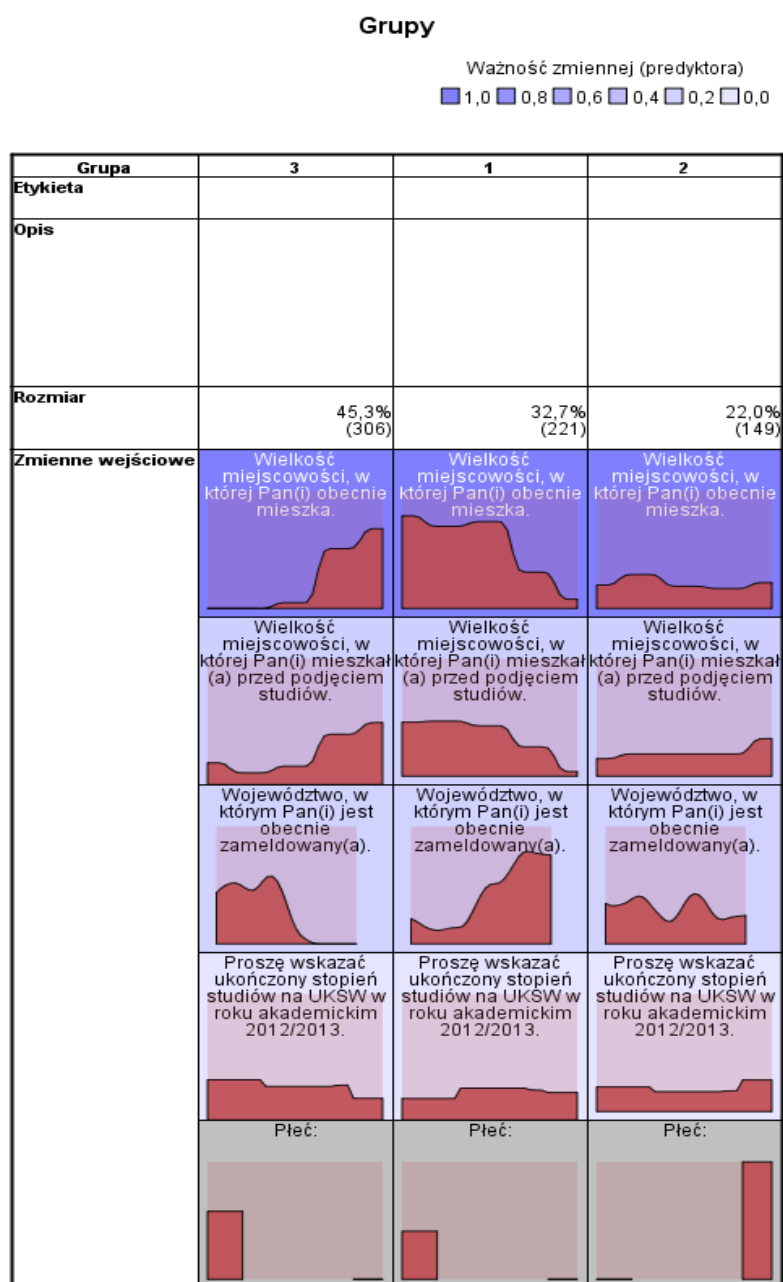 Grupy
Ważność zmiennej (predyktora)
1,0 0,8 0,6 0,4 0,2 0,0
Grupa 3 1 2
Etykieta
Opis
Rozmiar
45,3% 32,7% 22,0%
(306) (221) (149)
Zmienne wejściowe
Wielkość
miejscowości, w
której Pan(i) obecnie
mieszka.
Wielkość
miejscowości, w
której Pan(i) obecnie
mieszka.
Wielkość
miejscowości, w
której Pan(i) obecnie
mieszka.
Wielkość
miejscowości, w
której Pan(i) mieszkał
(a) przed podjęciem
studiów.
Wielkość
miejscowości, w
której Pan(i) mieszkał
(a) przed podjęciem
studiów.
Wielkość
miejscowości, w
której Pan(i) mieszkał
(a) przed podjęciem
studiów.
Województwo, w
którym Pan(i) jest
obecnie
zameldowany(a).
Województwo, w
którym Pan(i) jest
obecnie
zameldowany(a).
Województwo, w
którym Pan(i) jest
obecnie
zameldowany(a).
Proszę wskazać
ukończony stopień
studiów na UKSW w
roku akademickim
2012/2013.
Proszę wskazać
ukończony stopień
studiów na UKSW w
roku akademickim
2012/2013.
Proszę wskazać
ukończony stopień
studiów na UKSW w
roku akademickim
2012/2013.
Płeć:
Płeć:
Płeć: